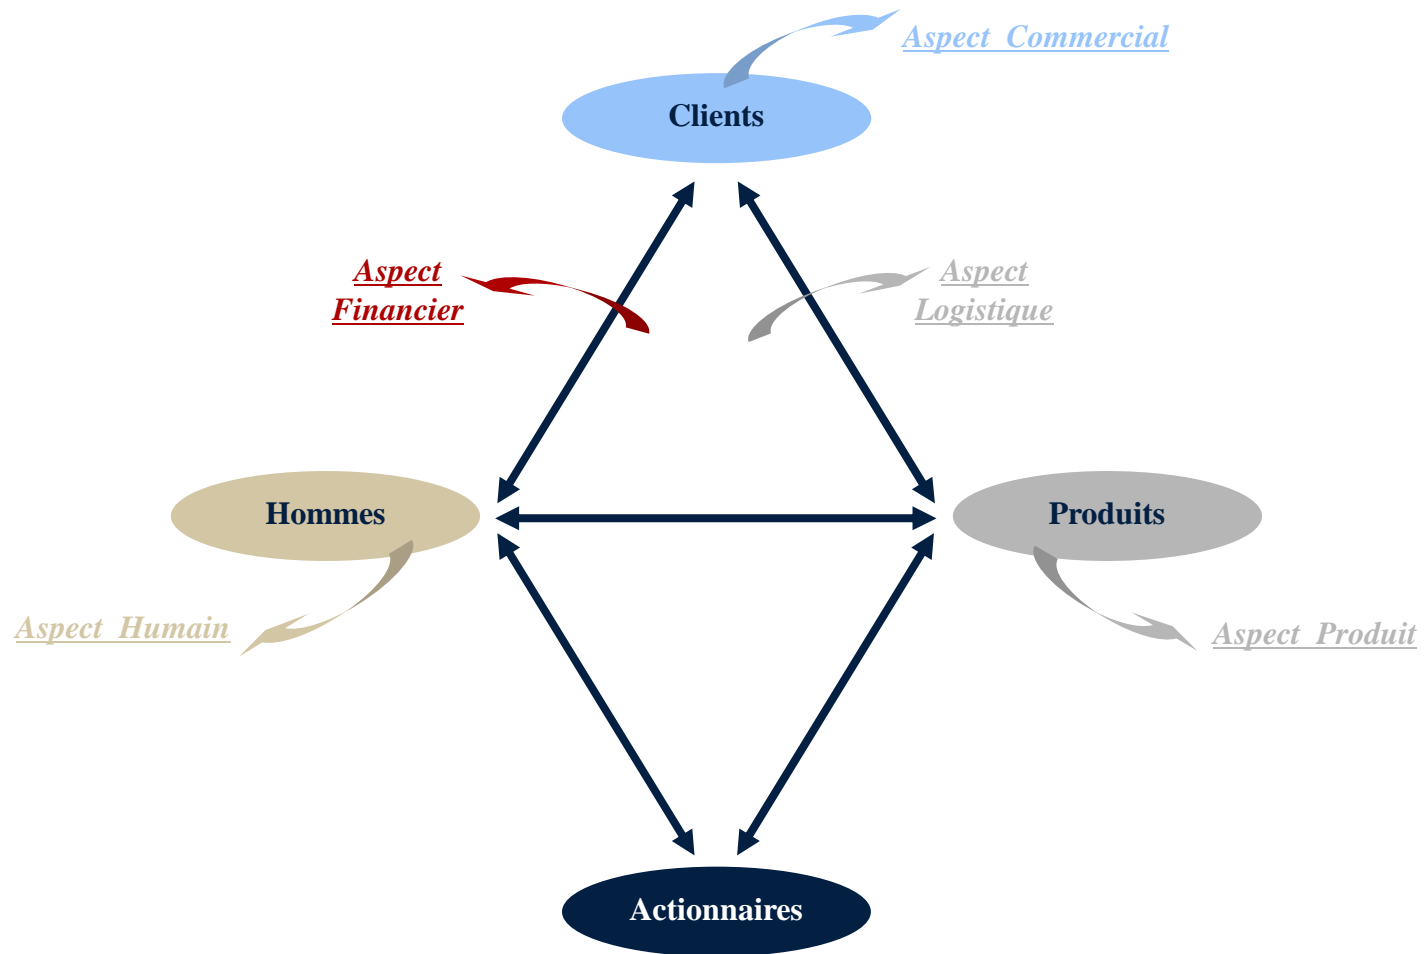 Aspect Commercial
Clients
Aspect
Financier
Aspect
Logistique
Hommes
Produits
Aspect Humain
Aspect Produit
Actionnaires